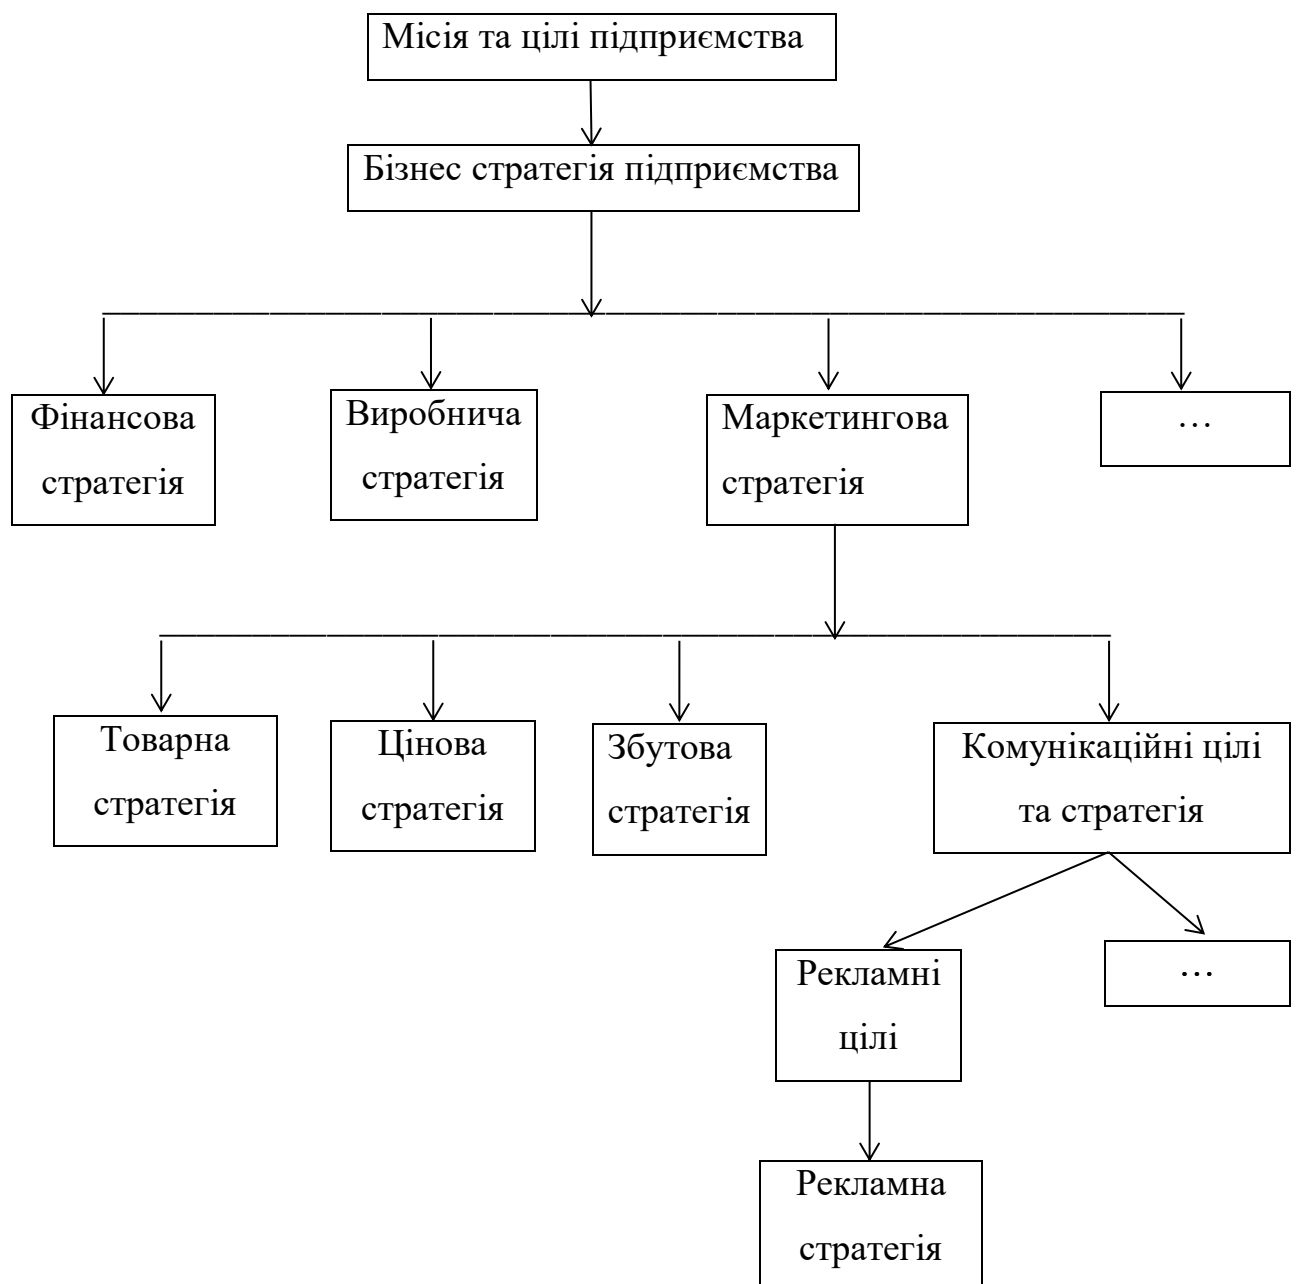 Місія та цілі підприємства
Бізнес стратегія підприємства
Фінансова
стратегія
Виробнича
стратегія
Маркетингова
стратегія
…
Товарна
стратегія
Цінова
стратегія
Збутова
стратегія
Комунікаційні цілі
та стратегія
Рекламні
цілі
…
Рекламна
стратегія